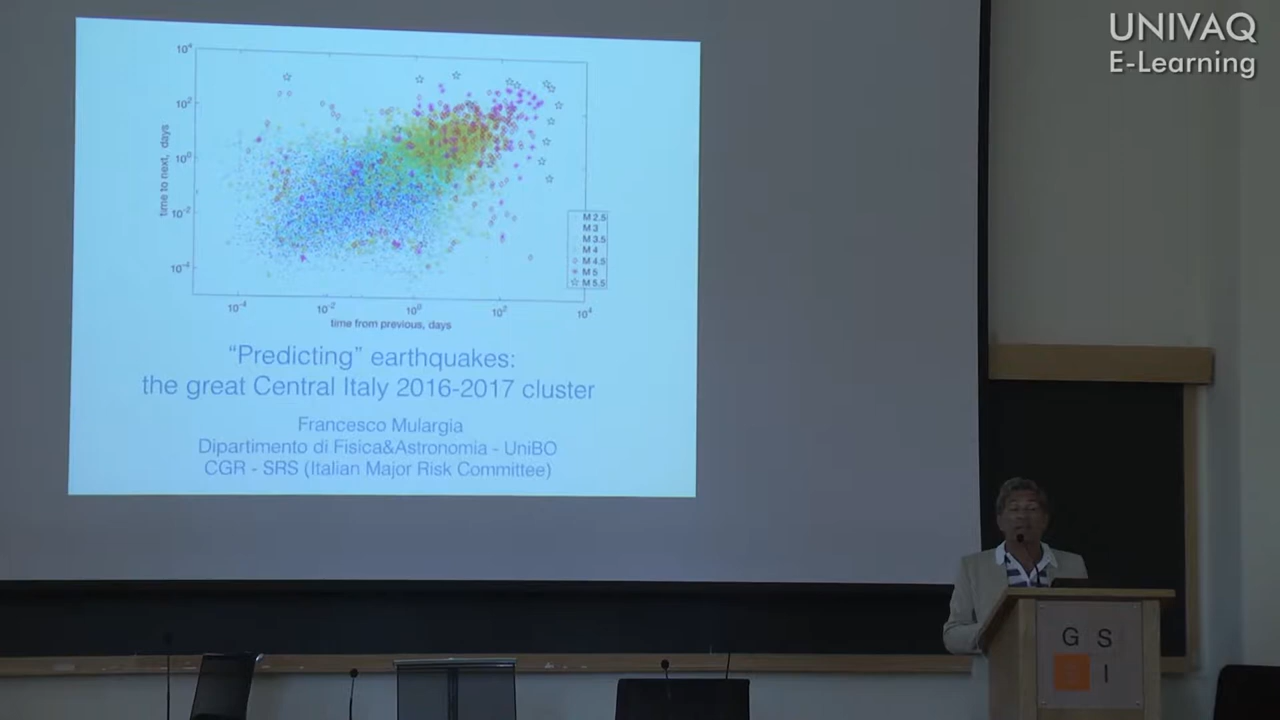 UNIVAQ
E-Learning
10⁴
10²
10⁰
10⁻²
10⁻⁴
time to next, days
M 2.5
M 3
M 3.5
M 4
M 4.5
M 5
M 5.5
10⁻⁴
10⁻²
10⁰
10²
10⁴
time from previous, days
“Predicting” earthquakes:
the great Central Italy 2016-2017 cluster
Francesco Mulargia
Dipartimento di Fisica&Astronomia - UniBO
CGR - SRS (Italian Major Risk Committee)
G S
I